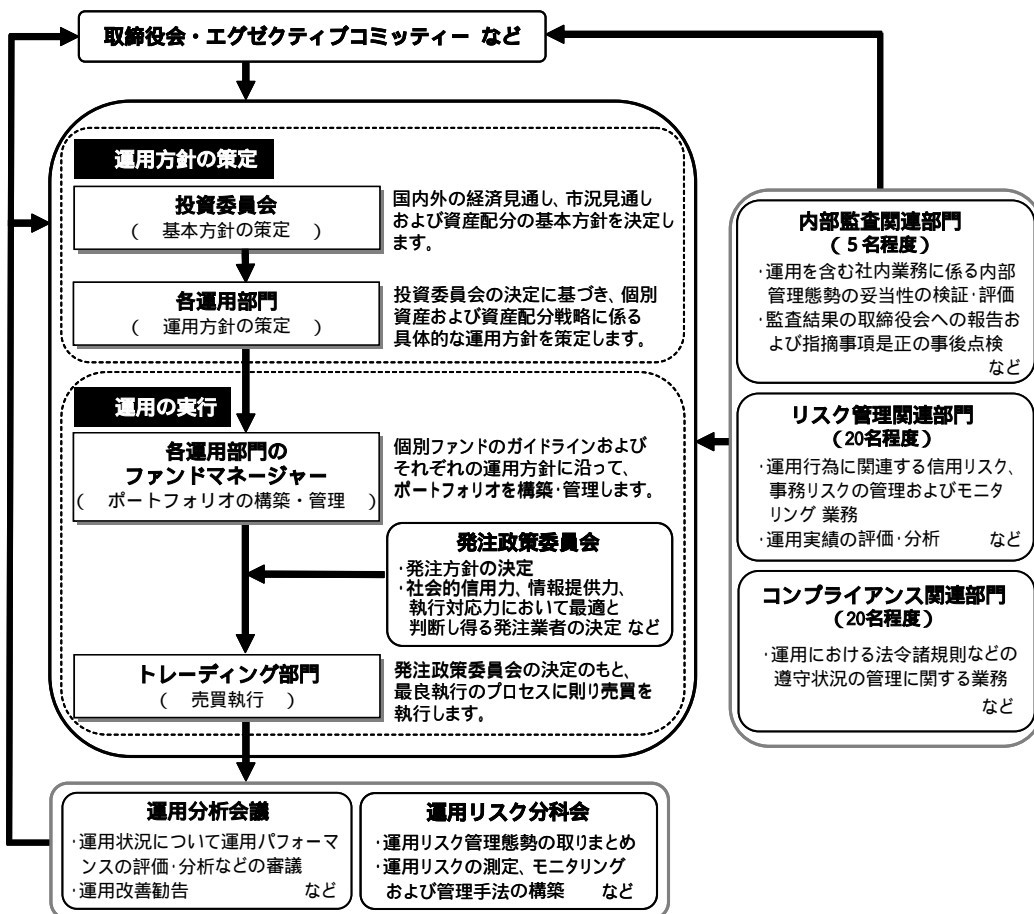 取締役会・エグゼクティブコミッティー など
運用方針の策定
投資委員会
（ 基本方針の策定 ）
国内外の経済見通し、市況見通し
および資産配分の基本方針を決定し
ます。
各運用部門
（ 運用方針の策定 ）
投資委員会の決定に基づき、個別
資産および資産配分戦略に係る
具体的な運用方針を策定します。
運用の実行
各運用部門の
ファンドマネージャー
（ ポートフォリオの構築・管理 ）
個別ファンドのガイドラインおよび
それぞれの運用方針に沿って、
ポートフォリオを構築・管理します。
発注政策委員会
・発注方針の決定
・社会的信用力、情報提供力、
執行対応力において最適と
判断し得る発注業者の決定 など
トレーディング部門
（ 売買執行 ）
発注政策委員会の決定のもと、
最良執行のプロセスに則り売買を
執行します。
運用分析会議
・運用状況について運用パフォーマ
ンスの評価・分析などの審議
・運用改善勧告 など
運用リスク分科会
・運用リスク管理態勢の取りまとめ
・運用リスクの測定、モニタリング
および管理手法の構築 など
内部監査関連部門
（５名程度）
・運用を含む社内業務に係る内部
管理態勢の妥当性の検証・評価
・監査結果の取締役会への報告お
よび指摘事項是正の事後点検
など
リスク管理関連部門
（20名程度）
・運用行為に関連する信用リスク、
事務リスクの管理およびモニタ
リング 業務
・運用実績の評価・分析 など
コンプライアンス関連部門
（20名程度）
・運用における法令諸規則などの
遵守状況の管理に関する業務
など